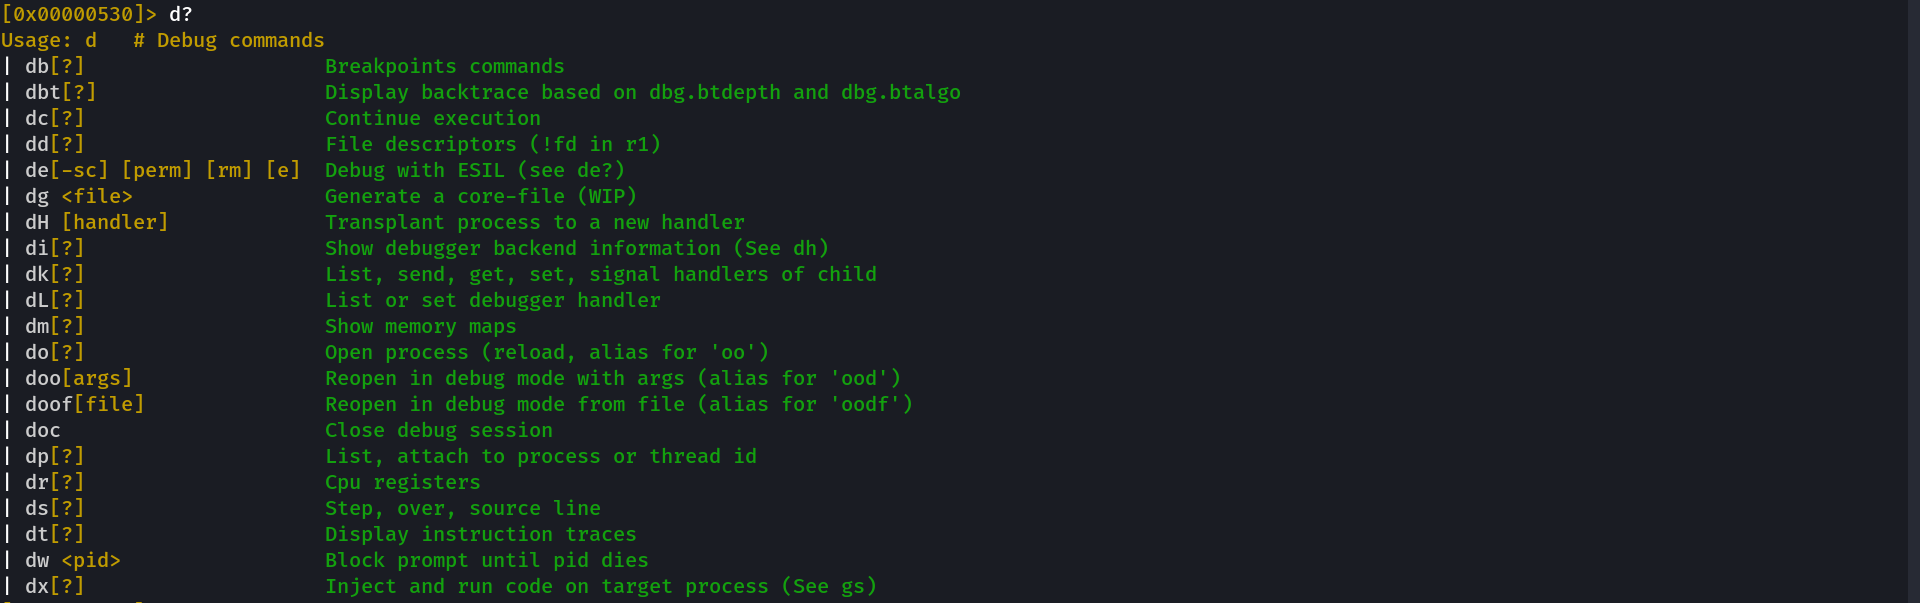 [0x00000530]> d?
Usage: d   # Debug commands
| db[?]                    Breakpoints commands
| dbt[?]                   Display backtrace based on dbg.btdepth and dbg.btalgo
| dc[?]                    Continue execution
| dd[?]                    File descriptors (!fd in r1)
| de[-sc] [perm] [rm] [e]  Debug with ESIL (see de?)
| dg <file>                Generate a core-file (WIP)
| dH [handler]             Transplant process to a new handler
| di[?]                    Show debugger backend information (See dh)
| dk[?]                    List, send, get, set, signal handlers of child
| dL[?]                    List or set debugger handler
| dm[?]                    Show memory maps
| do[?]                    Open process (reload, alias for 'oo')
| doo[args]                Reopen in debug mode with args (alias for 'ood')
| doof[file]               Reopen in debug mode from file (alias for 'oodf')
| doc                      Close debug session
| dp[?]                    List, attach to process or thread id
| dr[?]                    Cpu registers
| ds[?]                    Step, over, source line
| dt[?]                    Display instruction traces
| dw <pid>                 Block prompt until pid dies
| dx[?]                    Inject and run code on target process (See gs)